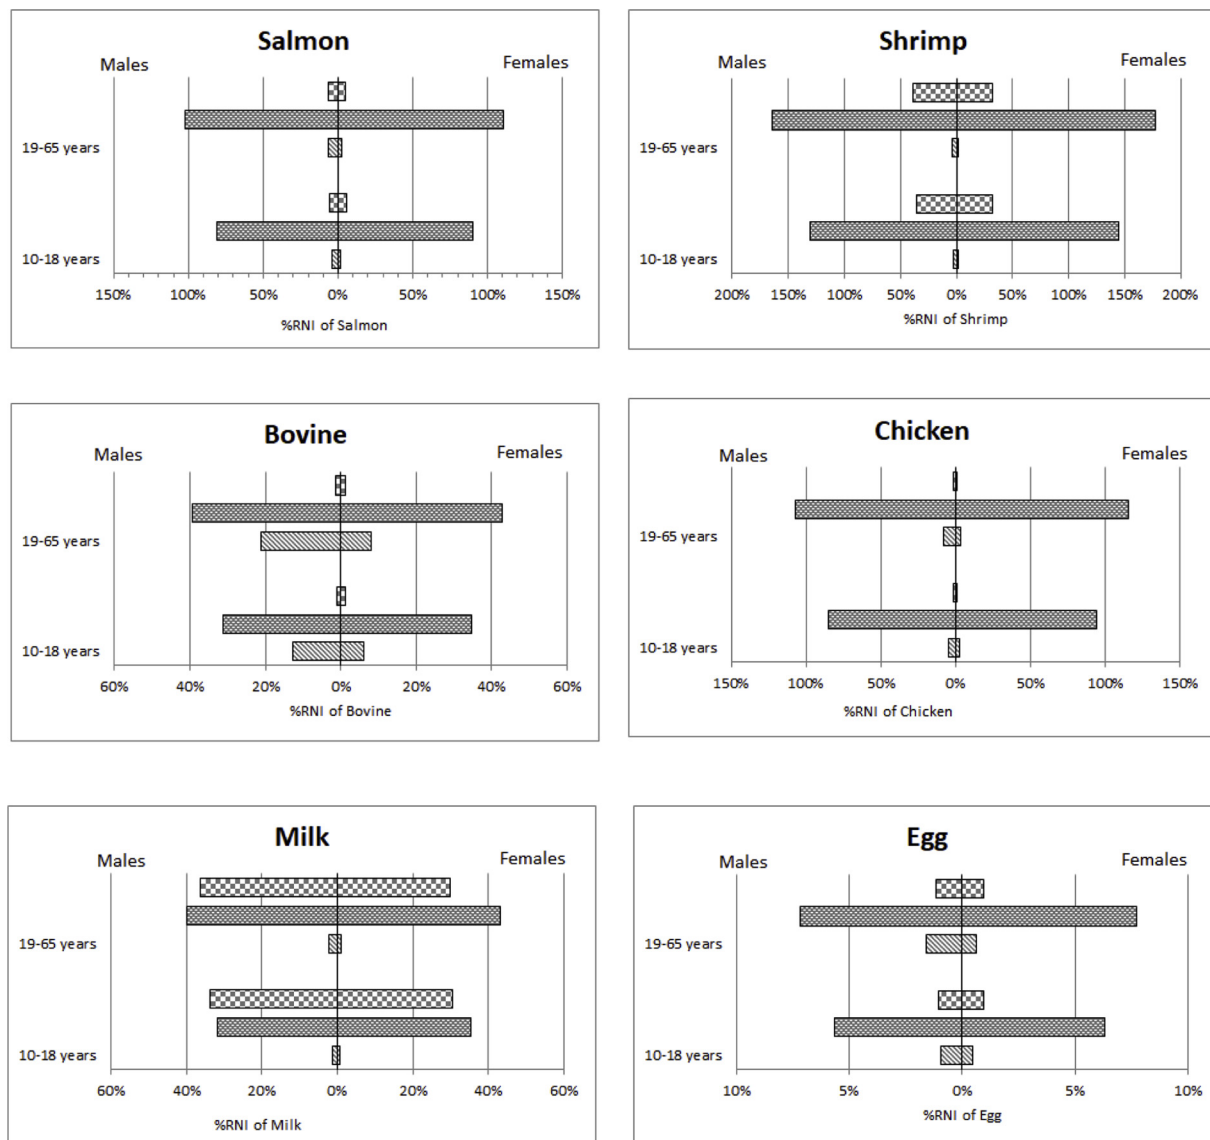 Salmon
Males
Females
19-65 years
10-18 years
150% 100% 50% 0% 50% 100% 150%
%RNI of Salmon
Shrimp
Males
Females
19-65 years
10-18 years
200% 150% 100% 50% 0% 50% 100% 150% 200%
%RNI of Shrimp
Bovine
Males
Females
19-65 years
10-18 years
60% 40% 20% 0% 20% 40% 60%
%RNI of Bovine
Chicken
Males
Females
19-65 years
10-18 years
150% 100% 50% 0% 50% 100% 150%
%RNI of Chicken
Milk
Males
Females
19-65 years
10-18 years
60% 40% 20% 0% 20% 40% 60%
%RNI of Milk
Egg
Males
Females
19-65 years
10-18 years
10% 5% 0% 5% 10%
%RNI of Egg